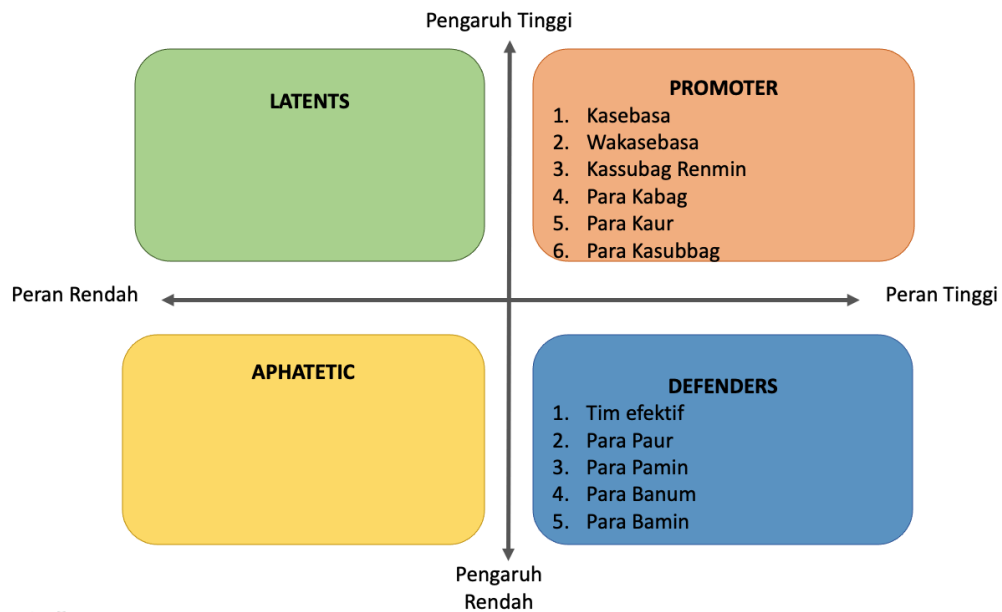 Pengaruh Tinggi
LATENTS
PROMOTER
1. Kasebasa
2. Wakasebasa
3. Kassubag Renmin
4. Para Kabag
5. Para Kaur
6. Para Kasubbag
Peran Rendah
Peran Tinggi
APHATETIC
DEFENDERS
1. Tim efektif
2. Para Paur
3. Para Pamin
4. Para Banum
5. Para Bamin
Pengaruh
Rendah